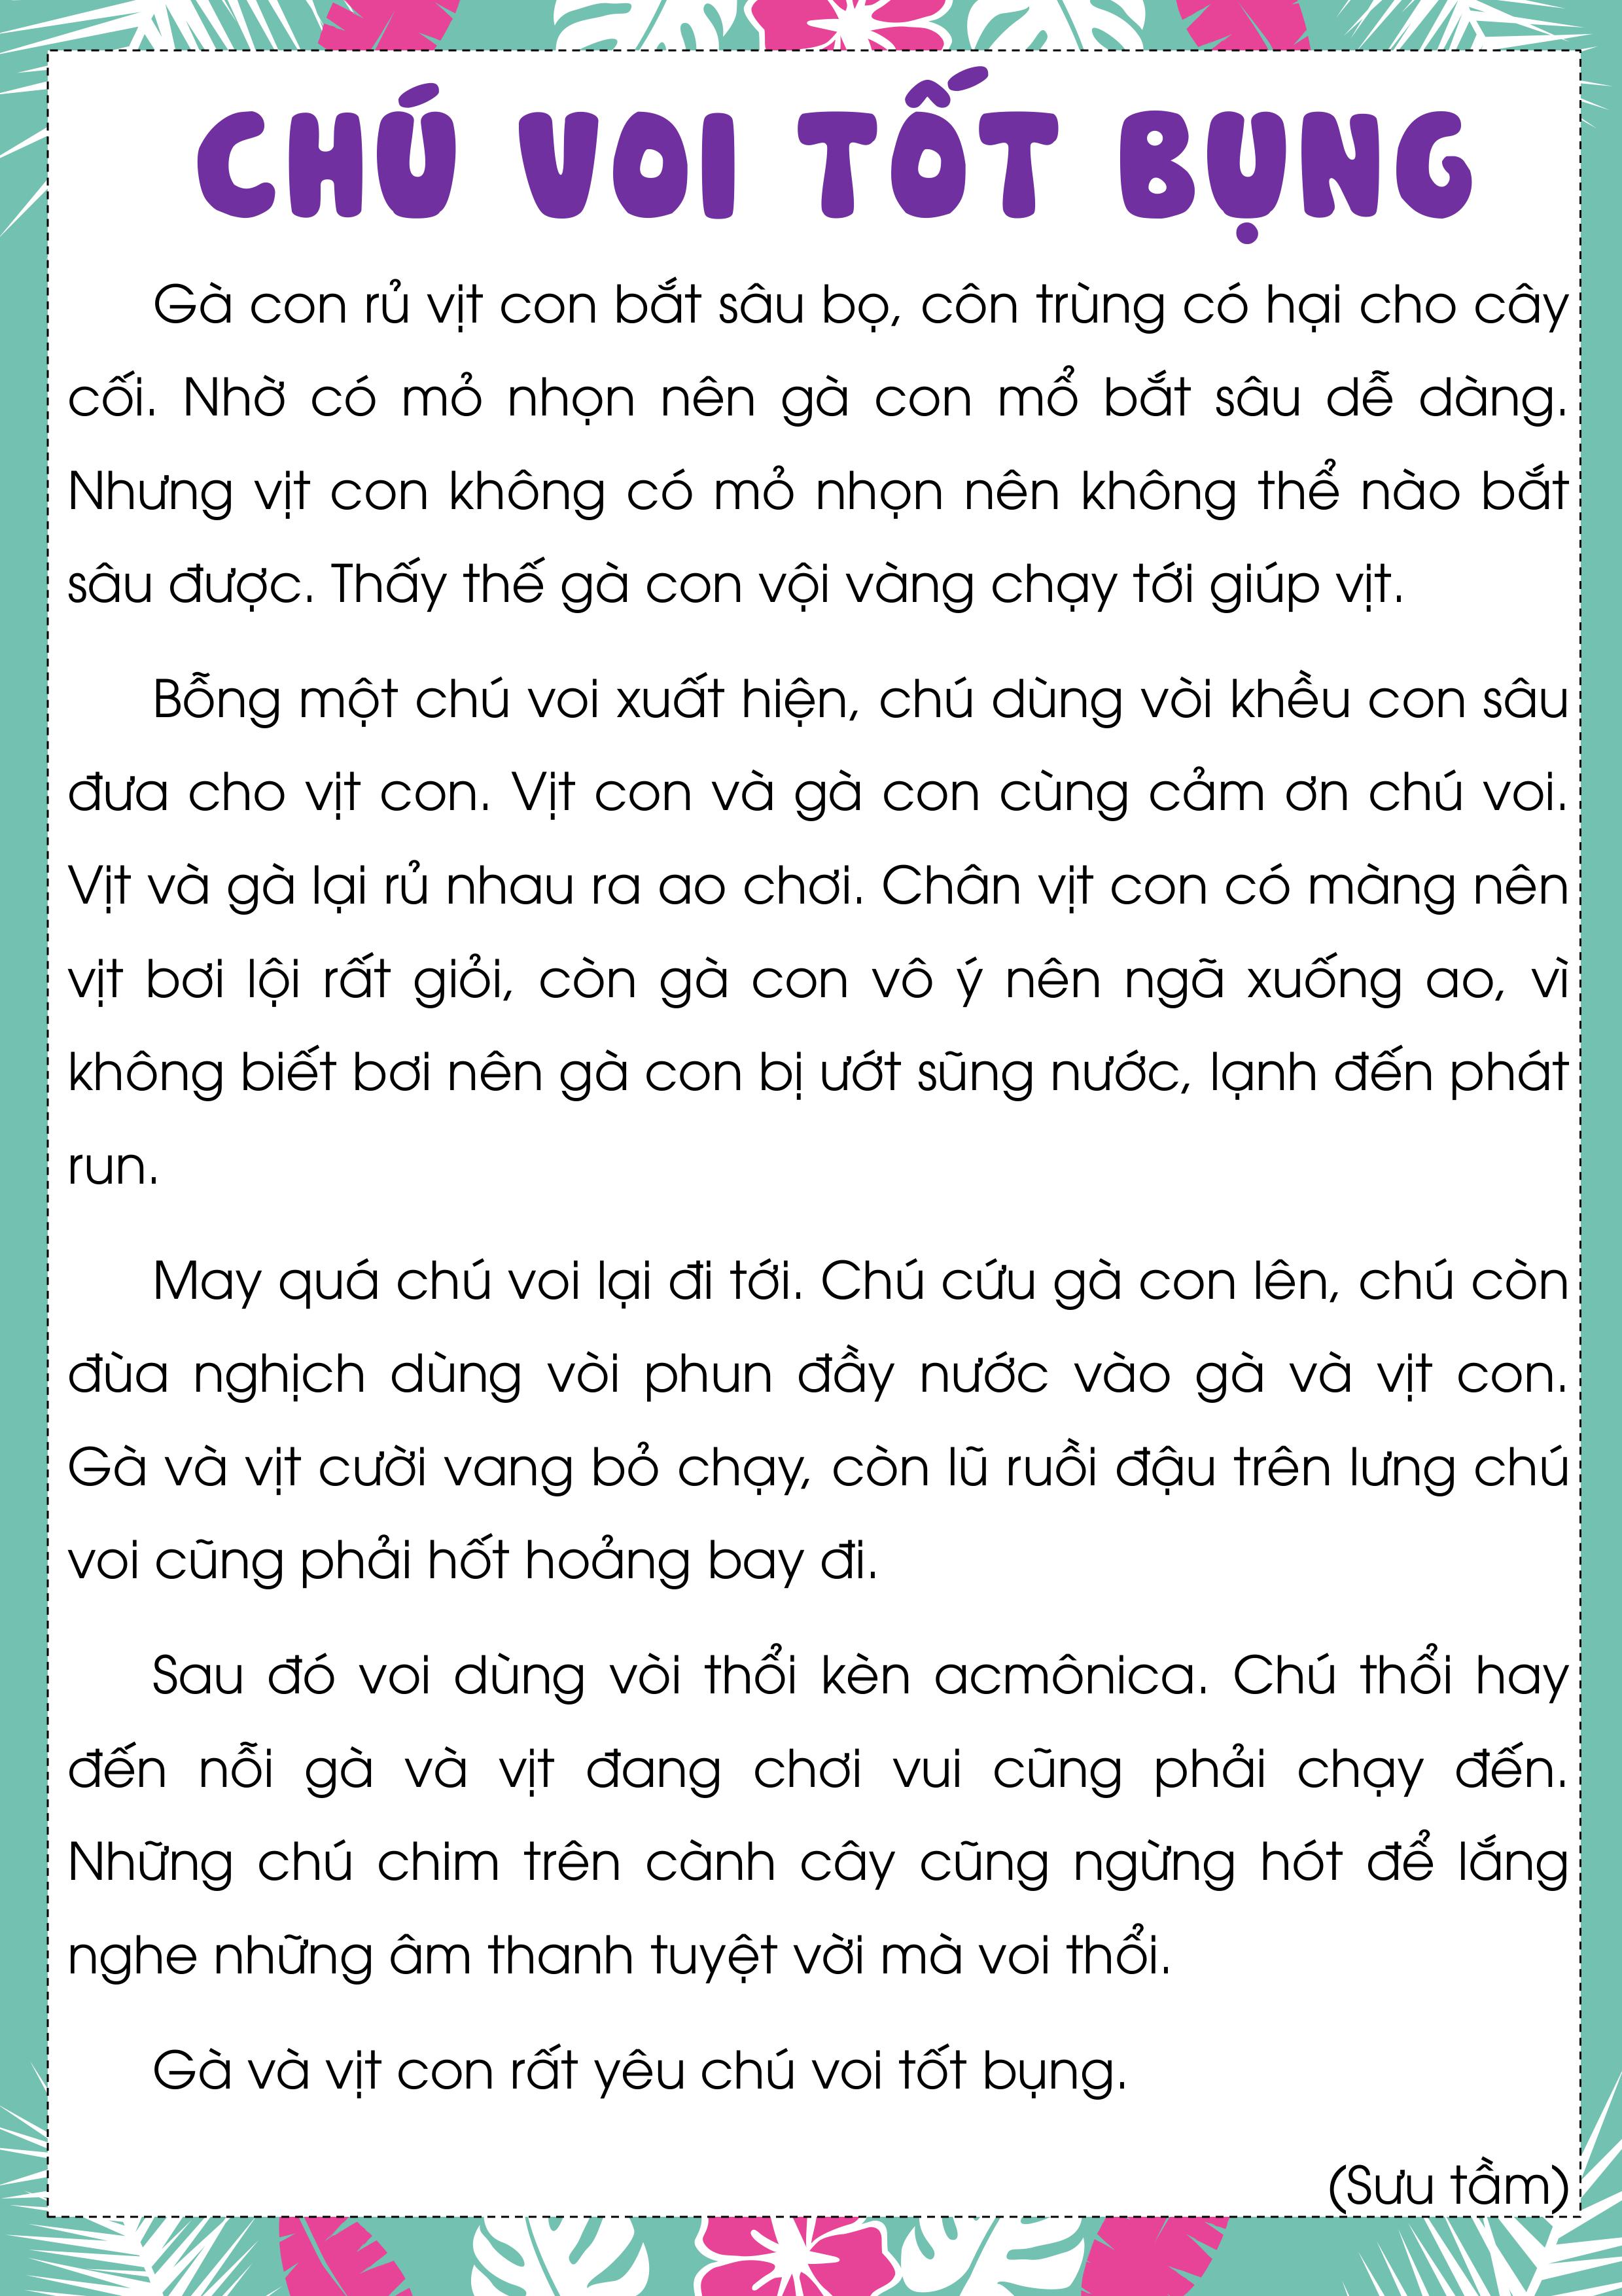 CHÚ VOI TỐT BỤNG
Gà con rủ vịt con bắt sâu bọ, côn trùng có hại cho cây
cối. Nhờ có mỏ nhọn nên gà con mổ bắt sâu dễ dàng.
Nhưng vịt con không có mỏ nhọn nên không thể nào bắt
sâu được. Thấy thế gà con vội vàng chạy tới giúp vịt.
Bỗng một chú voi xuất hiện, chú dùng vòi khều con sâu
đưa cho vịt con. Vịt con và gà con cùng cảm ơn chú voi.
Vịt và gà lại rủ nhau ra ao chơi. Chân vịt con có màng nên
vịt bơi lội rất giỏi, còn gà con vô ý nên ngã xuống ao, vì
không biết bơi nên gà con bị ướt sũng nước, lạnh đến phát
run.
May quá chú voi lại đi tới. Chú cứu gà con lên, chú còn
đùa nghịch dùng vòi phun đầy nước vào gà và vịt con.
Gà và vịt cười vang bỏ chạy, còn lũ ruồi đậu trên lưng chú
voi cũng phải hốt hoảng bay đi.
Sau đó voi dùng vòi thổi kèn acmônica. Chú thổi hay
đến nỗi gà và vịt đang chơi vui cũng phải chạy đến.
Những chú chim trên cành cây cũng ngừng hót để lắng
nghe những âm thanh tuyệt vời mà voi thổi.
Gà và vịt con rất yêu chú voi tốt bụng.
(Sưu tầm)